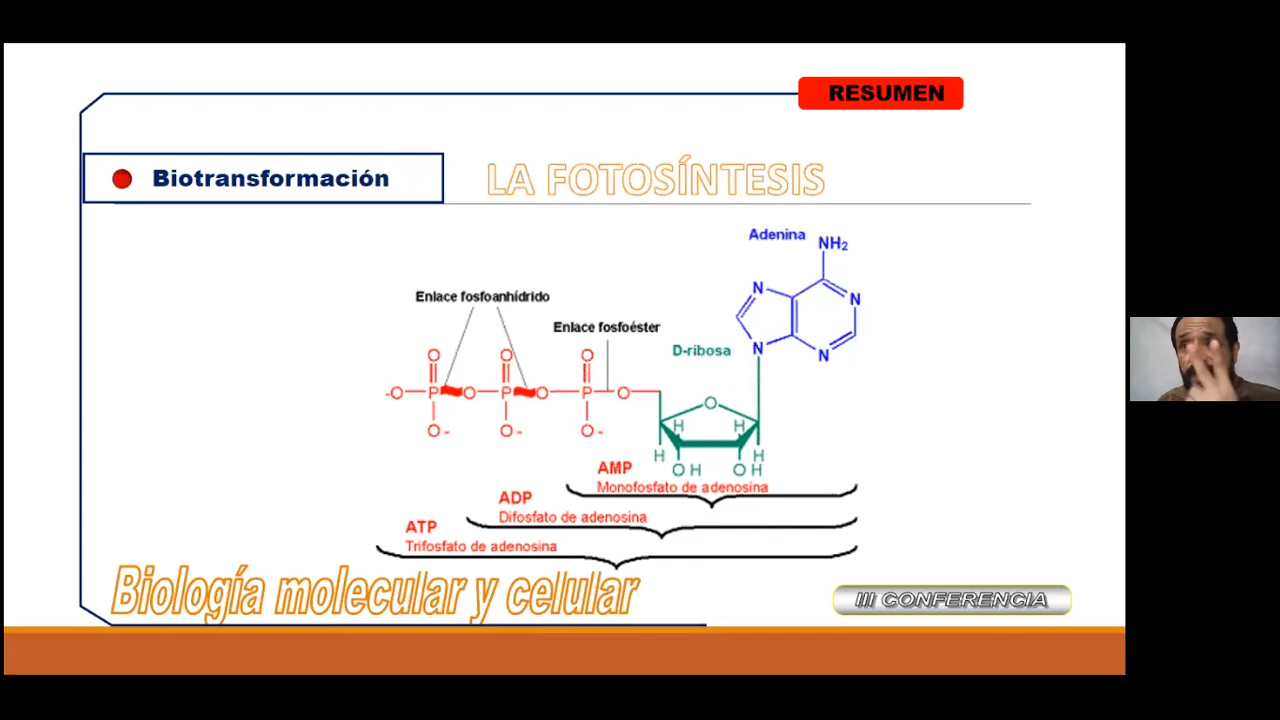 RESUMEN
Biotransformación
LA FOTOSÍNTESIS
Adenina
NH2
Enlace fosfoanhídrido
Enlace fosfoéster
D-ribosa
N
N
N
N
O
O
O
-O
P
O
P
O
P
O
O
O-
O-
O-
H
H
H
H
OH
OH
AMP
Monofosfato de adenosina
ADP
Difosfato de adenosina
ATP
Trifosfato de adenosina
Biología molecular y celular
III CONFERENCIA